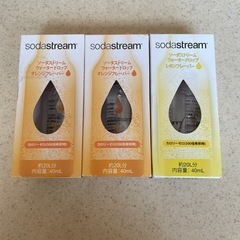 sodastream
ソーダストリーム
ウォータードロップ
オレンジフレーバー
約20L分
内容量:40mL
sodastream
ソーダストリーム
ウォータードロップ
オレンジフレーバー
約20L分
内容量:40mL
sodastream
ソーダストリーム
ウォータードロップ
レモンフレーバー
約20L分
内容量:40mL